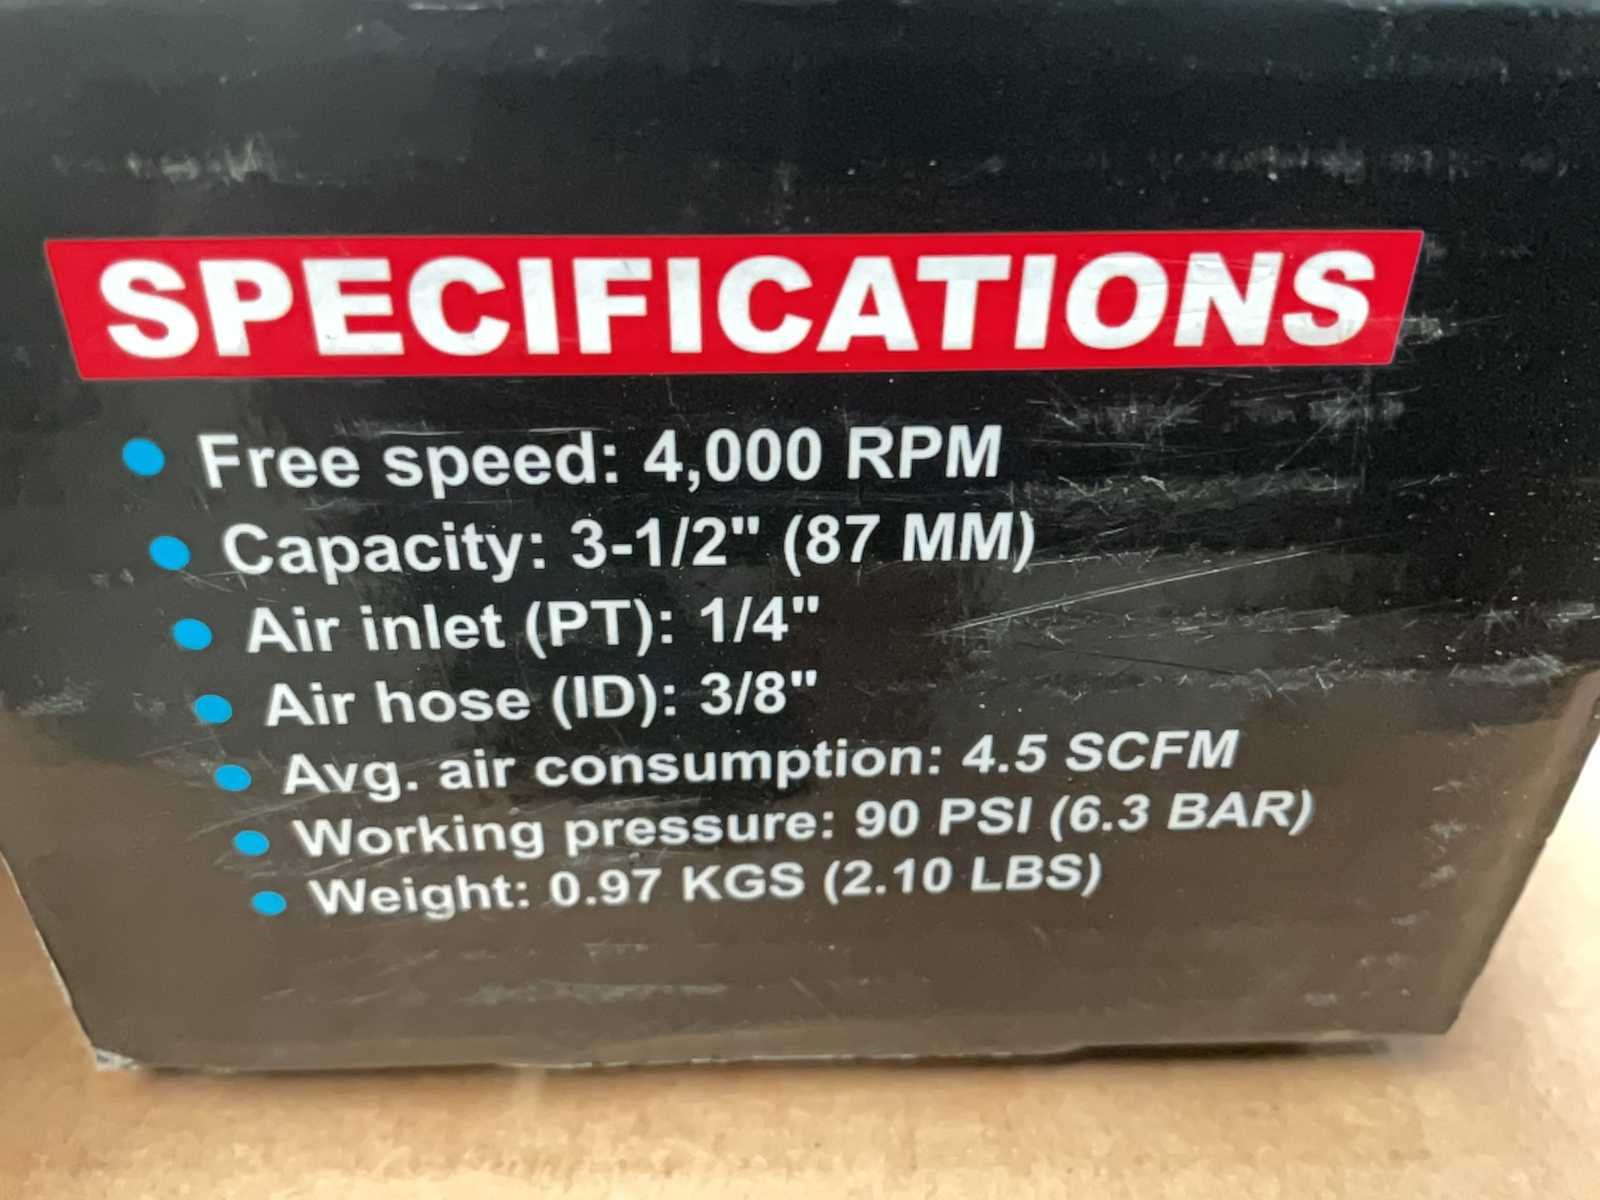 SPECIFICATIONS
Free speed: 4,000 RPM
Capacity: 3-1/2" (87 MM)
Air inlet (PT): 1/4"
Air hose (ID): 3/8"
Avg. air consumption: 4.5 SCFM
Working pressure: 90 PSI (6.3 BAR)
Weight: 0.97 KGS (2.10 LBS)